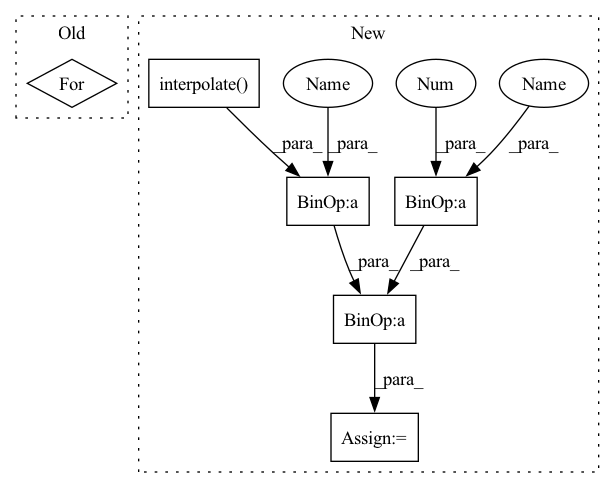 Old
New
For
interpolate()
Name
Num
Name
_para_
_para_
_para_
_para_
BinOp:a
BinOp:a
_para_
_para_
BinOp:a
_para_
Assign:=